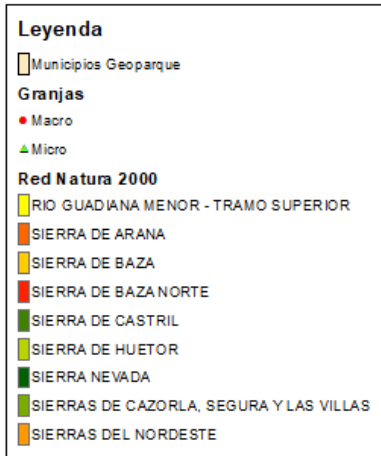 Leyenda
Municipios Geoparque
Granjas
Macro
Micro
Red Natura 2000
RIO GUADIANA MENOR - TRAMO SUPERIOR
SIERRA DE ARANA
SIERRA DE BAZA
SIERRA DE BAZA NORTE
SIERRA DE CASTRIL
SIERRA DE HUETOR
SIERRA NEVADA
SIERRAS DE CAZORLA, SEGURA Y LAS VILLAS
SIERRAS DEL NORDESTE